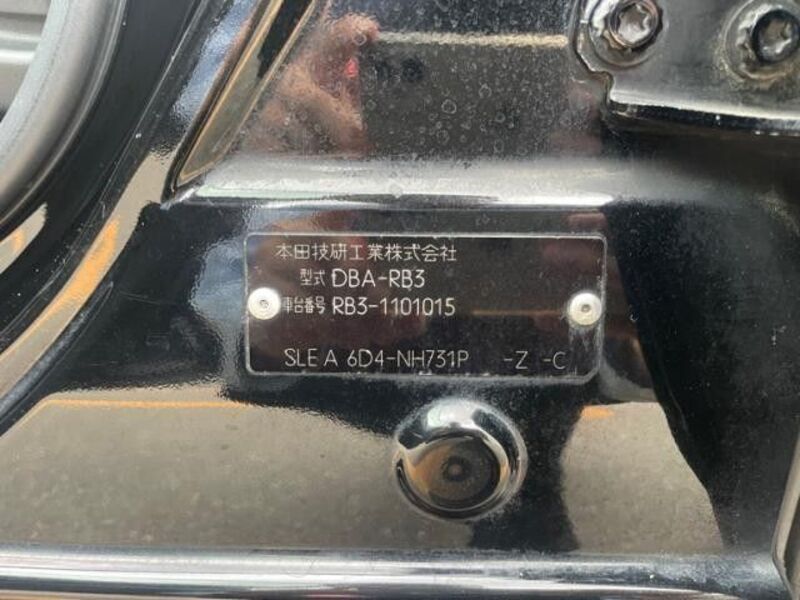 本田技研工業株式会社
型式 DBA-RB3
車台番号 RB3-1101015
SLE A 6D4-NH731P -Z -C